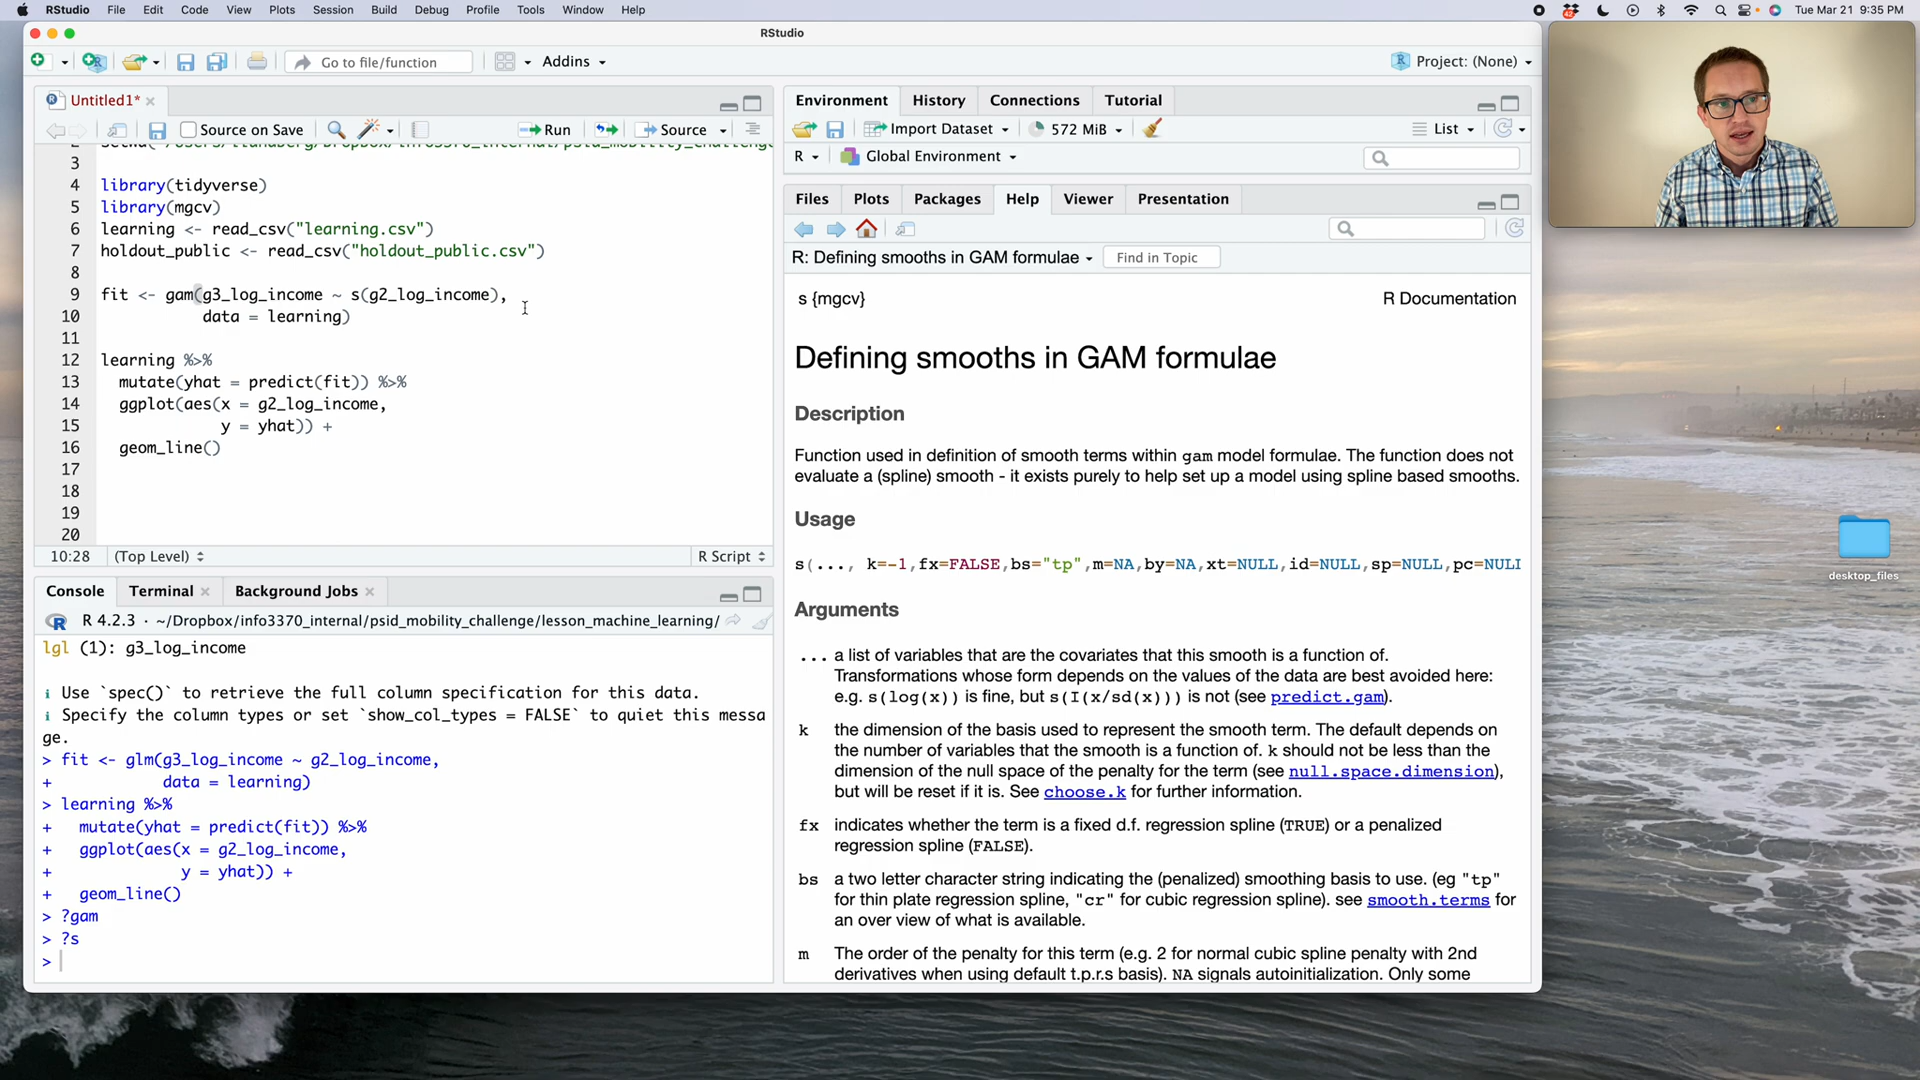 RStudio File Edit Code View Plots Session Build Debug Profile Tools Window Help
Tue Mar 21 9:35 PM
RStudio
Go to file/function
Addins
Project: (None)
Untitled1*
Source on Save
Run
Source
3
4 library(tidyverse)
5 library(mgcv)
6 learning <- read_csv("learning.csv")
7 holdout_public <- read_csv("holdout_public.csv")
8
9 fit <- gam(g3_log_income ~ s(g2_log_income),
10 data = learning)
11
12 learning %>%
13 mutate(yhat = predict(fit)) %>%
14 ggplot(aes(x = g2_log_income,
15 y = yhat)) +
16 geom_line()
17
18
19
20
10:28 (Top Level) R Script
Console Terminal Background Jobs
R 4.2.3 · ~/Dropbox/info3370_internal/psid_mobility_challenge/lesson_machine_learning/
lgl (1): g3_log_income
i Use `spec()` to retrieve the full column specification for this data.
i Specify the column types or set `show_col_types = FALSE` to quiet this messa
ge.
> fit <- glm(g3_log_income ~ g2_log_income,
+ data = learning)
> learning %>%
+ mutate(yhat = predict(fit)) %>%
+ ggplot(aes(x = g2_log_income,
+ y = yhat)) +
+ geom_line()
> ?gam
> ?s
>
Environment History Connections Tutorial
Import Dataset 572 MiB List
R Global Environment
Files Plots Packages Help Viewer Presentation
R: Defining smooths in GAM formulae Find in Topic
s {mgcv} R Documentation
Defining smooths in GAM formulae
Description
Function used in definition of smooth terms within gam model formulae. The function does not
evaluate a (spline) smooth - it exists purely to help set up a model using spline based smooths.
Usage
s(..., k=-1,fx=FALSE,bs="tp",m=NA,by=NA,xt=NULL,id=NULL,sp=NULL,pc=NULL
Arguments
... a list of variables that are the covariates that this smooth is a function of.
Transformations whose form depends on the values of the data are best avoided here:
e.g. s(log(x)) is fine, but s(I(x/sd(x))) is not (see predict.gam).
k the dimension of the basis used to represent the smooth term. The default depends on
the number of variables that the smooth is a function of. k should not be less than the
dimension of the null space of the penalty for the term (see null.space.dimension),
but will be reset if it is. See choose.k for further information.
fx indicates whether the term is a fixed d.f. regression spline (TRUE) or a penalized
regression spline (FALSE).
bs a two letter character string indicating the (penalized) smoothing basis to use. (eg "tp"
for thin plate regression spline, "cr" for cubic regression spline). see smooth.terms for
an over view of what is available.
m The order of the penalty for this term (e.g. 2 for normal cubic spline penalty with 2nd
derivatives when using default t.p.r.s basis). NA signals autoinitialization. Only some
desktop_files